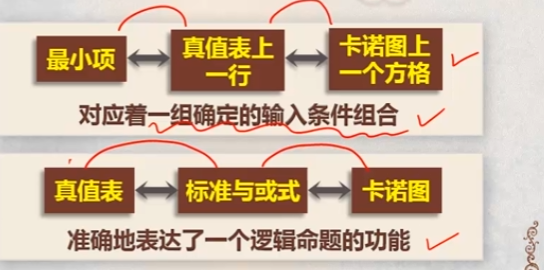 最小项 真值表上 卡诺图上
一行 一个方格
对应着一组确定的输入条件组合
真值表 标准与或式 卡诺图
准确地表达了一个逻辑命题的功能